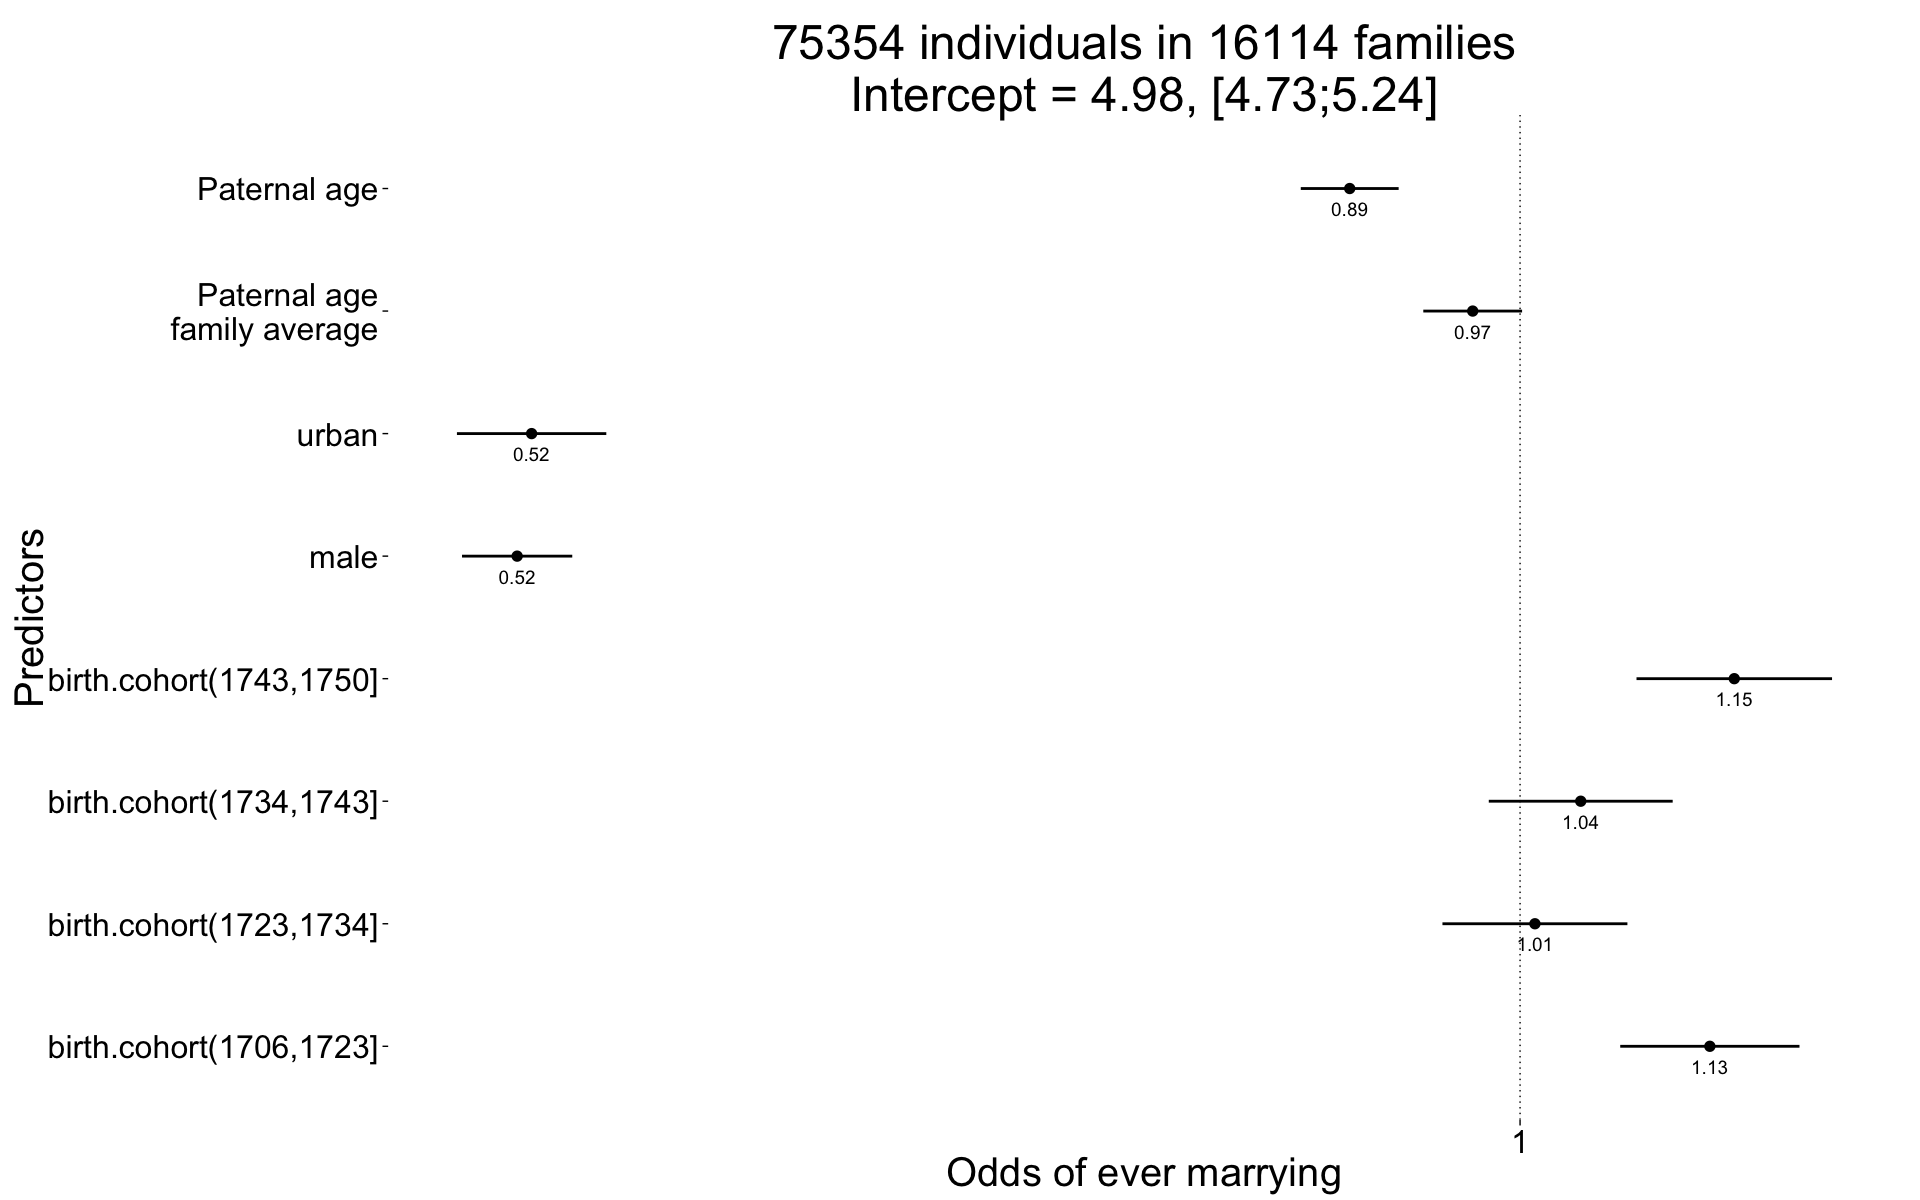 75354 individuals in 16114 families
Intercept = 4.98, [4.73;5.24]
Predictors
Paternal age
0.89
Paternal age
family average
0.97
urban
0.52
male
0.52
birth.cohort(1743,1750]
1.15
birth.cohort(1734,1743]
1.04
birth.cohort(1723,1734]
1.01
birth.cohort(1706,1723]
1.13
1
Odds of ever marrying